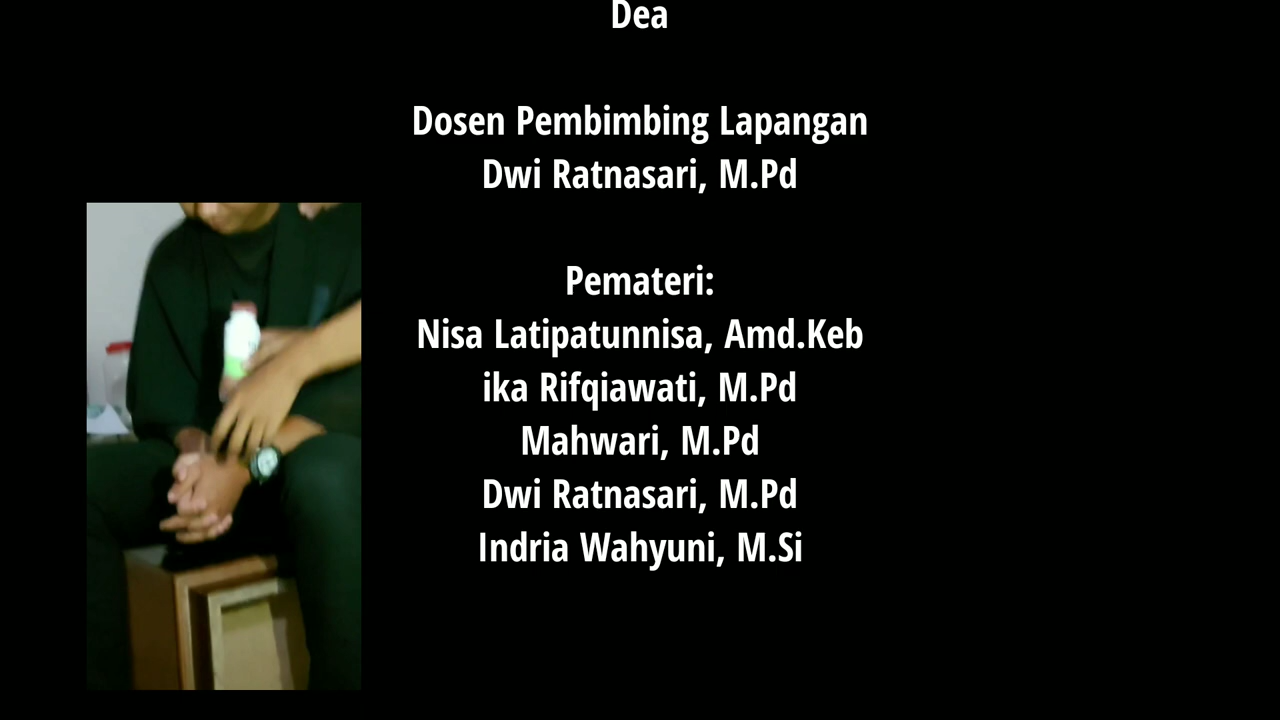 Dea
Dosen Pembimbing Lapangan
Dwi Ratnasari, M.Pd
Pemateri:
Nisa Latipatunnisa, Amd.Keb
ika Rifqiawati, M.Pd
Mahwari, M.Pd
Dwi Ratnasari, M.Pd
Indria Wahyuni, M.Si